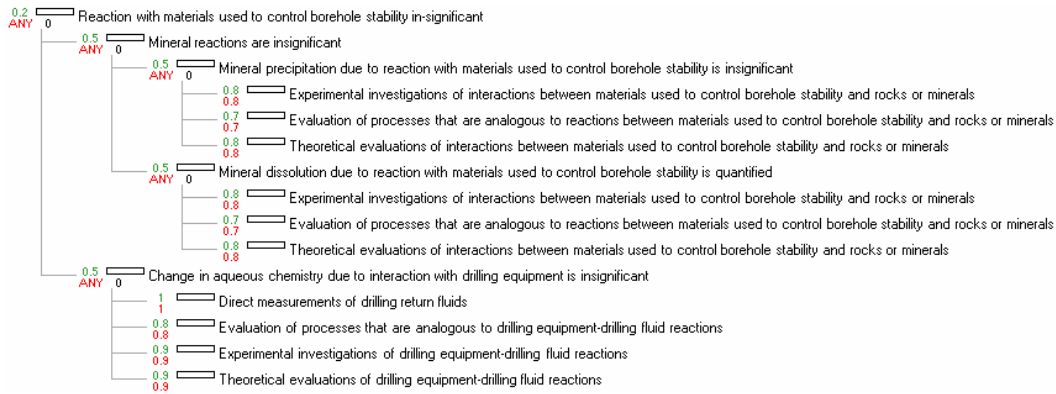 0.2 Reaction with materials used to control borehole stability in-significant
ANY 0
0.5 Mineral reactions are insignificant
ANY 0
0.5 Mineral precipitation due to reaction with materials used to control borehole stability is insignificant
ANY 0
0.8 Experimental investigations of interactions between materials used to control borehole stability and rocks or minerals
0.8
0.7 Evaluation of processes that are analogous to reactions between materials used to control borehole stability and rocks or minerals
0.7
0.8 Theoretical evaluations of interactions between materials used to control borehole stability and rocks or minerals
0.8
0.5 Mineral dissolution due to reaction with materials used to control borehole stability is quantified
ANY 0
0.8 Experimental investigations of interactions between materials used to control borehole stability and rocks or minerals
0.8
0.7 Evaluation of processes that are analogous to reactions between materials used to control borehole stability and rocks or minerals
0.7
0.8 Theoretical evaluations of interactions between materials used to control borehole stability and rocks or minerals
0.8
0.5 Change in aqueous chemistry due to interaction with drilling equipment is insignificant
ANY 0
1 Direct measurements of drilling return fluids
1
0.8 Evaluation of processes that are analogous to drilling equipment-drilling fluid reactions
0.8
0.9 Experimental investigations of drilling equipment-drilling fluid reactions
0.9
0.9 Theoretical evaluations of drilling equipment-drilling fluid reactions
0.9